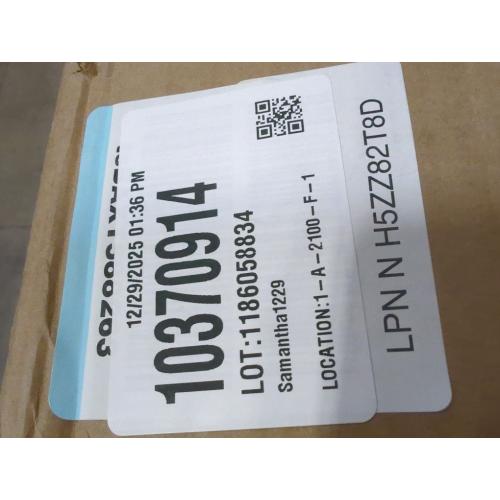 12/29/2025 01:36 PM
10370914
LOT:1186058834
Samantha1229
LOCATION:1-A-2100-F-1
LPN N H5ZZ82T8D